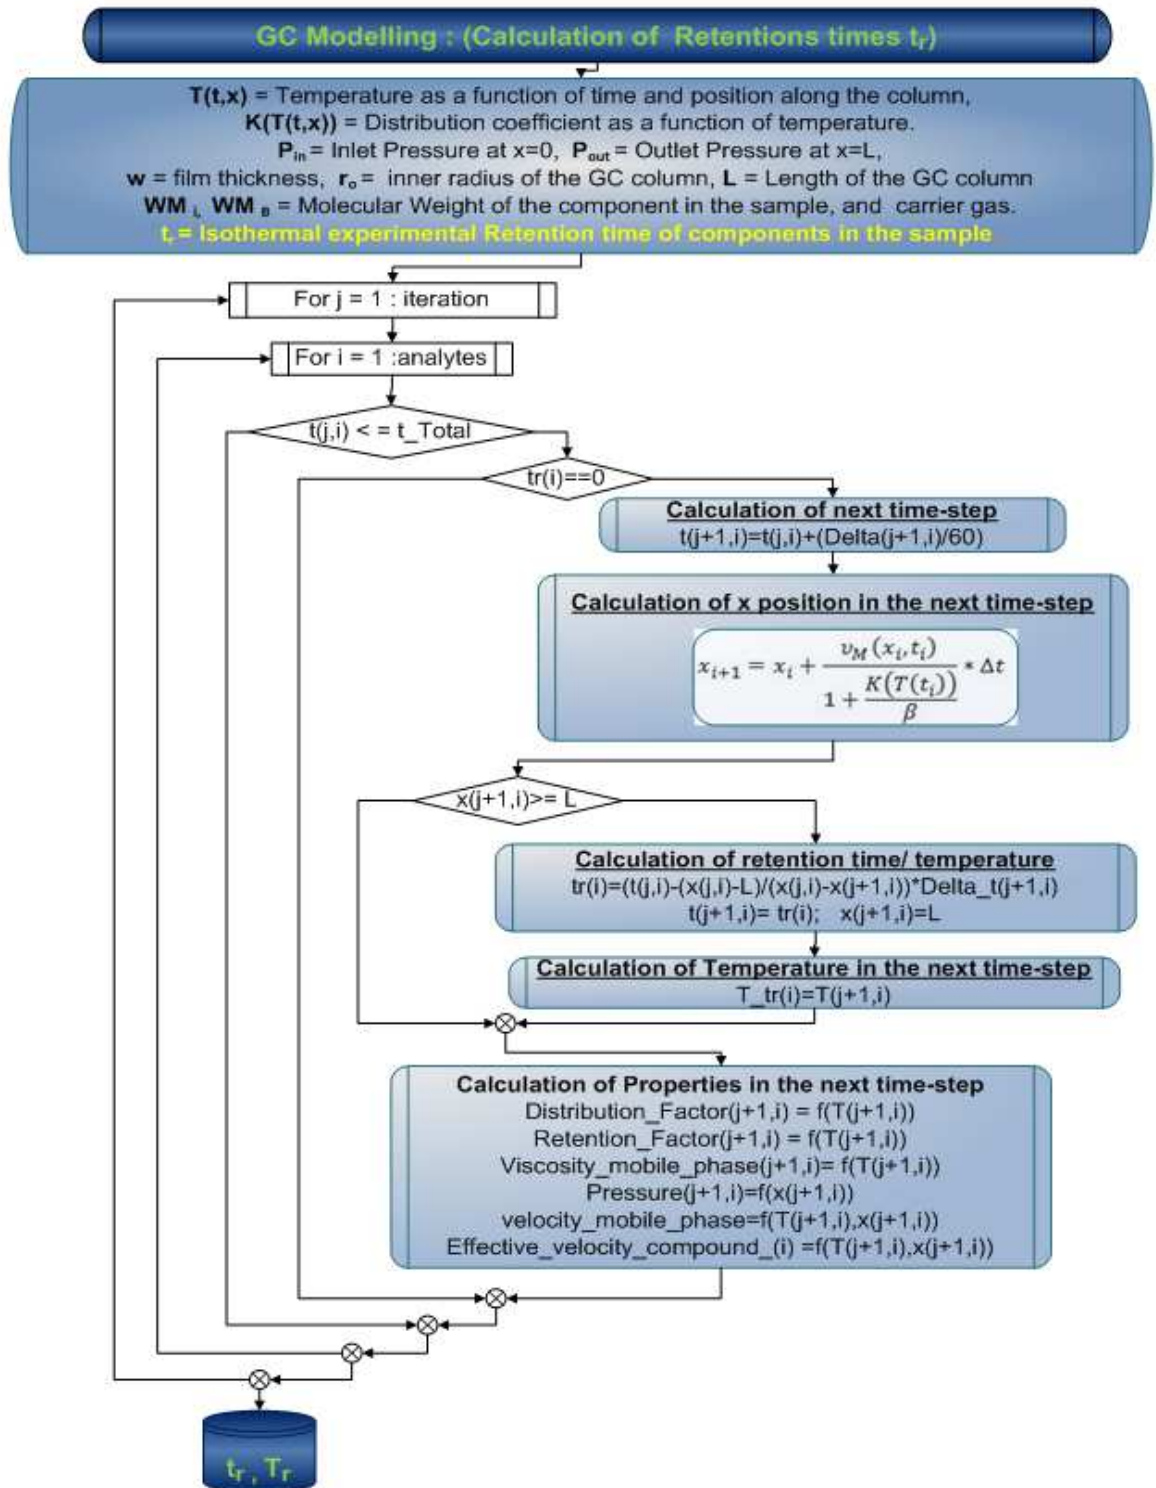 GC Modelling : (Calculation of Retentions times tr)
T(t,x) = Temperature as a function of time and position along the column,
K(T(t,x)) = Distribution coefficient as a function of temperature.
Pin = Inlet Pressure at x=0, Pout = Outlet Pressure at x=L,
w = film thickness, ro = inner radius of the GC column, L = Length of the GC column
WM i, WM B = Molecular Weight of the component in the sample, and carrier gas.
tr = Isothermal experimental Retention time of components in the sample
For j = 1 : iteration
For i = 1 :analytes
t(j,i) < = t_Total
tr(i)==0
Calculation of next time-step
t(j+1,i)=t(j,i)+(Delta(j+1,i)/60)
Calculation of x position in the next time-step
x_{i+1} = x_i + υ_M(x_i,t_i) / (1 + K(T(t_i))/β) * Δt
x(j+1,i)>= L
Calculation of retention time/ temperature
tr(i)=(t(j,i)-(x(j,i)-L)/(x(j,i)-x(j+1,i))*Delta_t(j+1,i)
t(j+1,i)= tr(i); x(j+1,i)=L
Calculation of Temperature in the next time-step
T_tr(i)=T(j+1,i)
Calculation of Properties in the next time-step
Distribution_Factor(j+1,i) = f(T(j+1,i))
Retention_Factor(j+1,i) = f(T(j+1,i))
Viscosity_mobile_phase(j+1,i)= f(T(j+1,i))
Pressure(j+1,i)=f(x(j+1,i))
velocity_mobile_phase=f(T(j+1,i),x(j+1,i))
Effective_velocity_compound_(i) =f(T(j+1,i),x(j+1,i))
tr , Tr